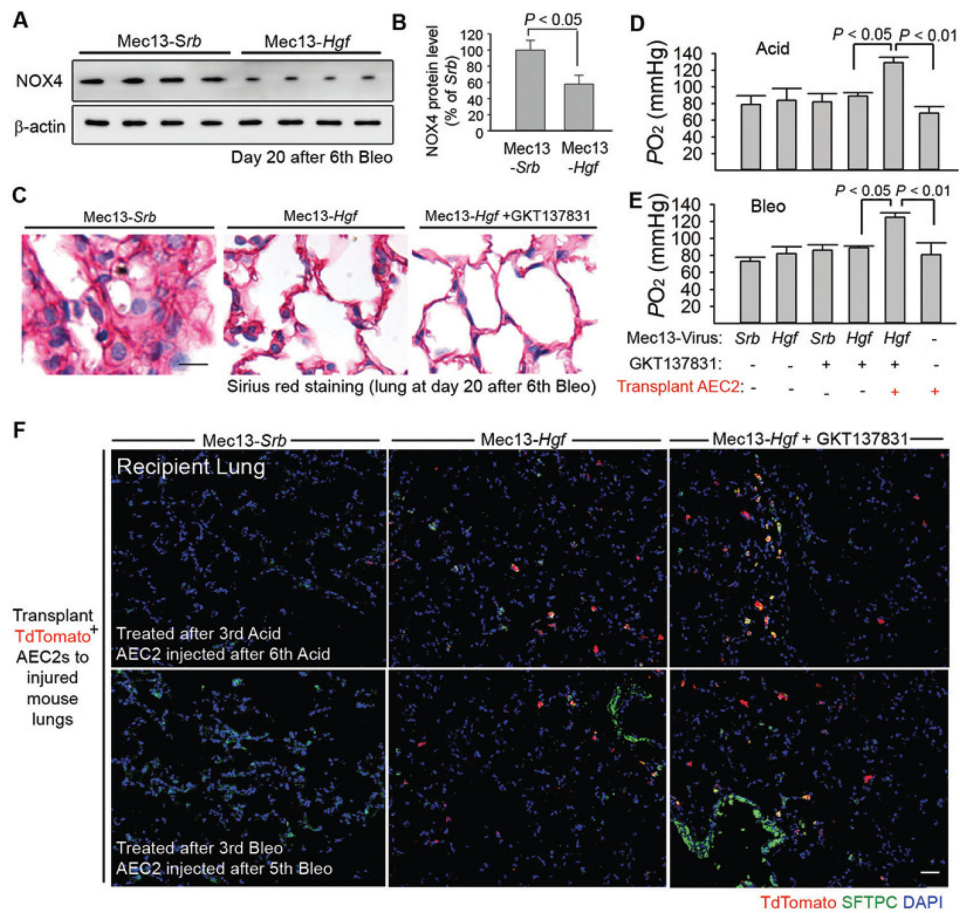 A
Mec13-Srb
Mec13-Hgf
NOX4
β-actin
Day 20 after 6th Bleo
B
P < 0.05
NOX4 protein level
(% of Srb)
120
100
80
60
40
20
0
Mec13
-Srb
Mec13
-Hgf
C
Mec13-Srb
Mec13-Hgf
Mec13-Hgf +GKT137831
Sirius red staining (lung at day 20 after 6th Bleo)
D
Acid
P < 0.05
P < 0.01
PO2 (mmHg)
140
120
100
80
60
40
20
E
Bleo
P < 0.05
P < 0.01
PO2 (mmHg)
140
120
100
80
60
40
20
Mec13-Virus: Srb Hgf Srb Hgf Hgf -
GKT137831: - - + + + -
Transplant AEC2: - - - - + +
F
Mec13-Srb
Mec13-Hgf
Mec13-Hgf + GKT137831
Recipient Lung
Transplant
TdTomato+
AEC2s to
injured
mouse
lungs
Treated after 3rd Acid
AEC2 injected after 6th Acid
Treated after 3rd Bleo
AEC2 injected after 5th Bleo
TdTomato SFTPC DAPI